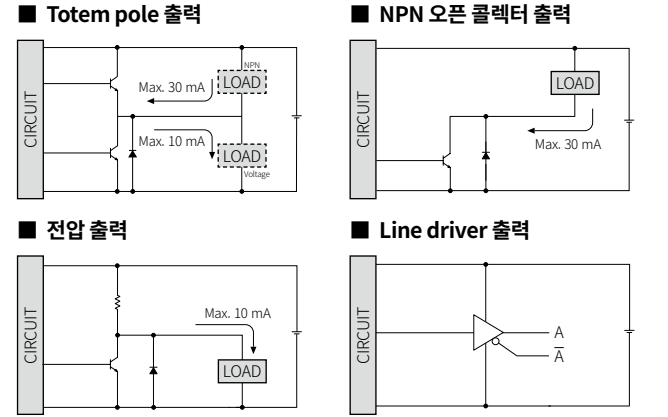 ■ Totem pole 출력
CIRCUIT
NPN
LOAD
Max. 30 mA
Max. 10 mA
LOAD
Voltage
■ NPN 오픈 콜렉터 출력
CIRCUIT
LOAD
Max. 30 mA
■ 전압 출력
CIRCUIT
Max. 10 mA
LOAD
■ Line driver 출력
CIRCUIT
A
A̅